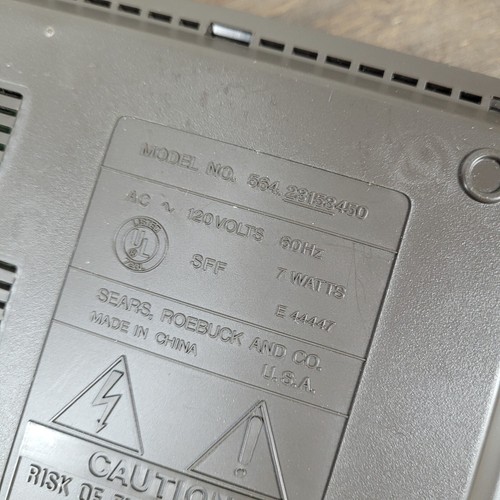 MODEL NO. 564.23153450
AC ~ 120VOLTS 60Hz
LISTED
UL
SFF 7 WATTS
E 44447
SEARS, ROEBUCK AND CO.
MADE IN CHINA U.S.A.
CAUTION
RISK OF